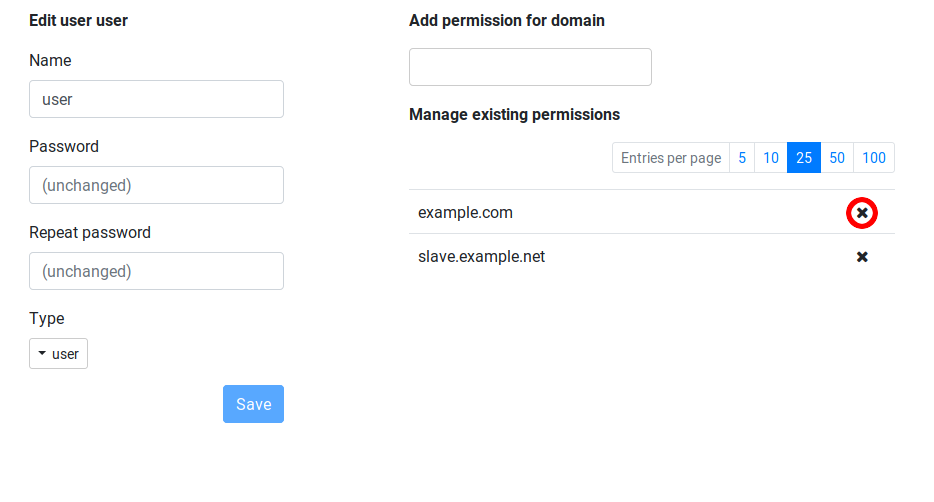 Edit user user
Name
user
Password
(unchanged)
Repeat password
(unchanged)
Type
user
Save
Add permission for domain
Manage existing permissions
Entries per page 5 10 25 50 100
example.com
slave.example.net